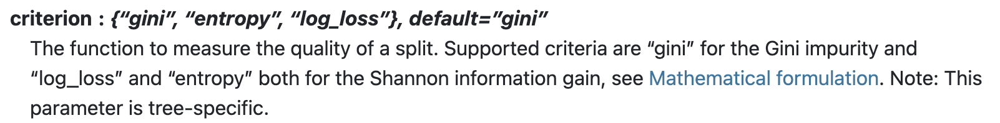 criterion : {“gini”, “entropy”, “log_loss”}, default=”gini”
The function to measure the quality of a split. Supported criteria are “gini” for the Gini impurity and
“log_loss” and “entropy” both for the Shannon information gain, see Mathematical formulation. Note: This
parameter is tree-specific.